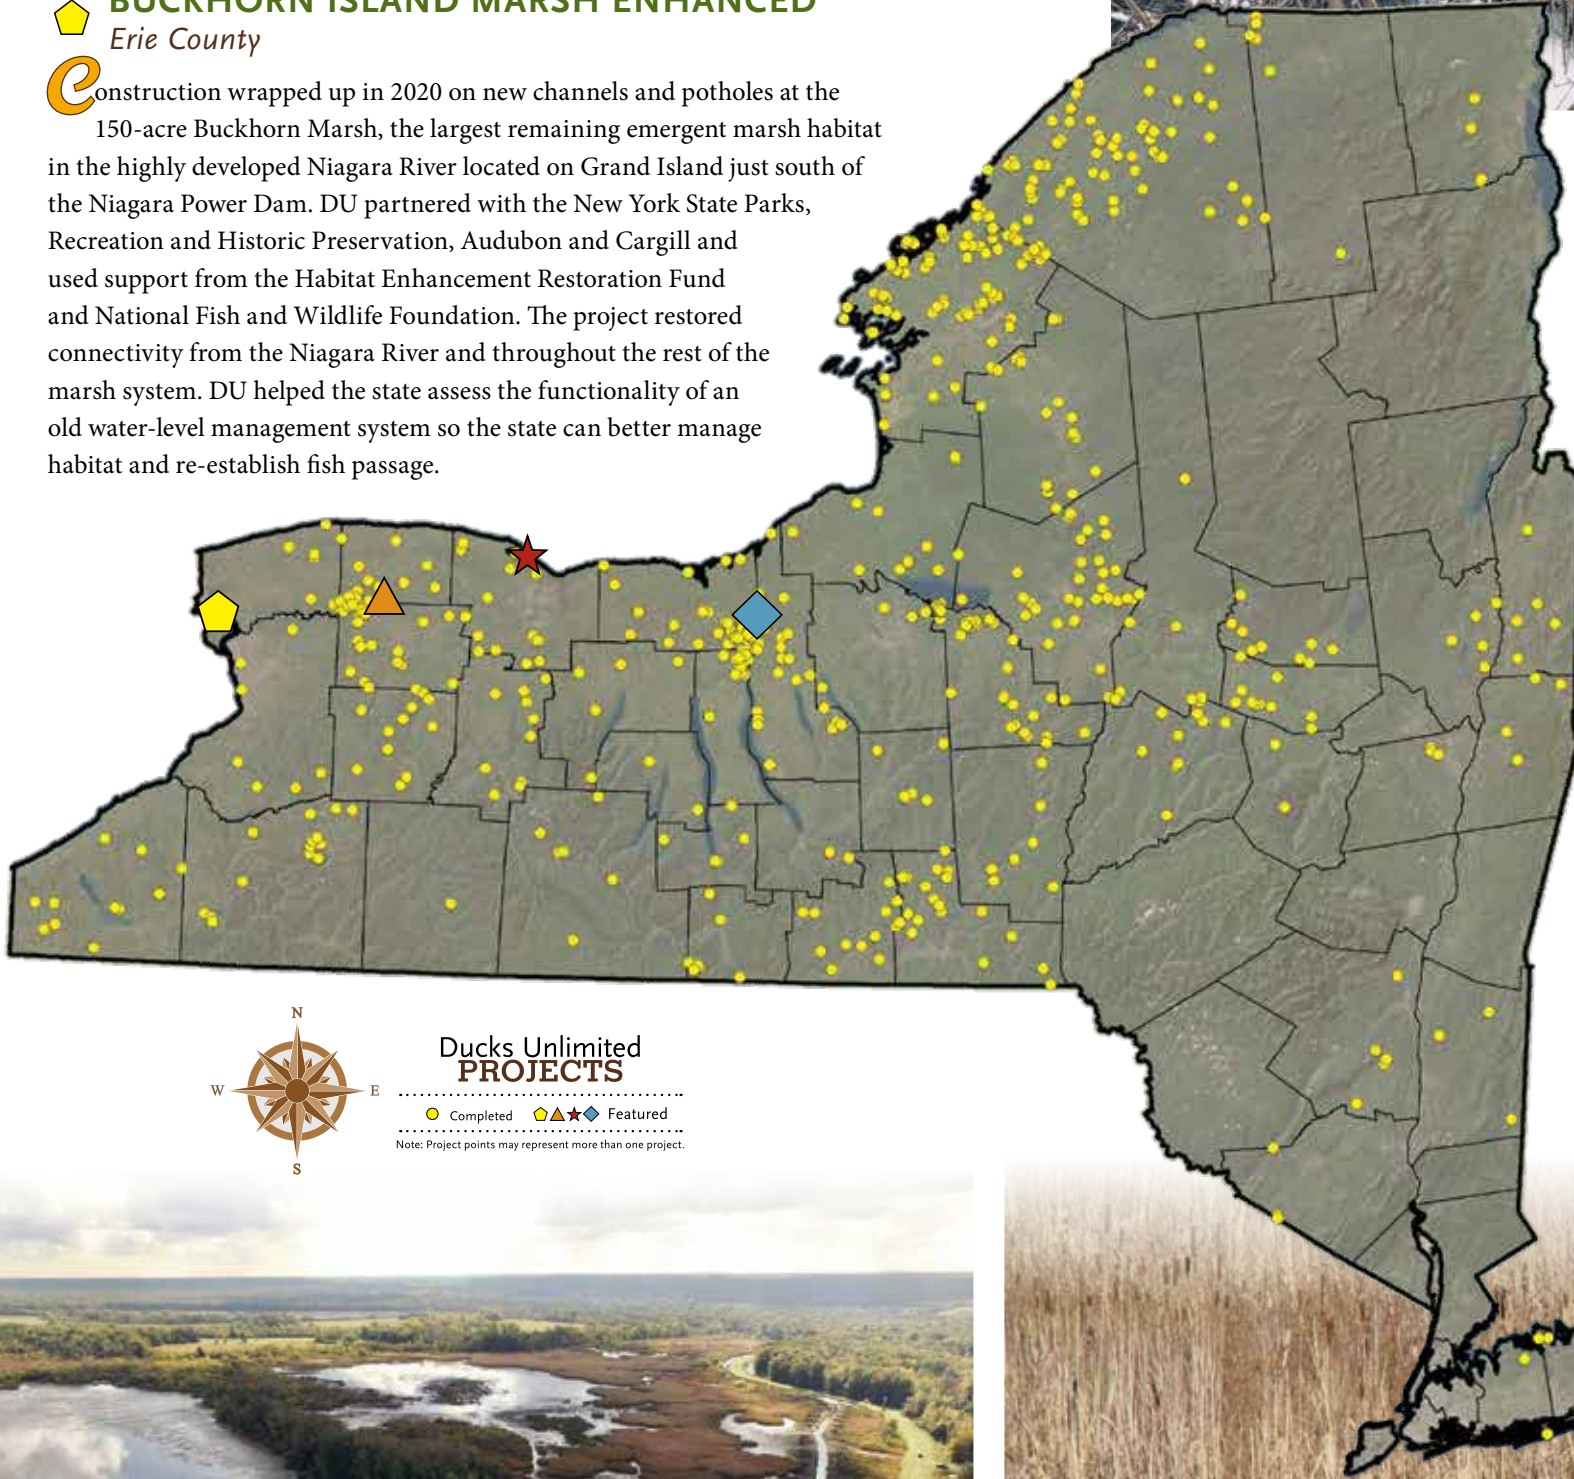 BUCKHORN ISLAND MARSH ENHANCED
Erie County
Construction wrapped up in 2020 on new channels and potholes at the
150-acre Buckhorn Marsh, the largest remaining emergent marsh habitat
in the highly developed Niagara River located on Grand Island just south of
the Niagara Power Dam. DU partnered with the New York State Parks,
Recreation and Historic Preservation, Audubon and Cargill and
used support from the Habitat Enhancement Restoration Fund
and National Fish and Wildlife Foundation. The project restored
connectivity from the Niagara River and throughout the rest of the
marsh system. DU helped the state assess the functionality of an
old water-level management system so the state can better manage
habitat and re-establish fish passage.
N
W
E
S
Ducks Unlimited
PROJECTS
Completed
Featured
Note: Project points may represent more than one project.